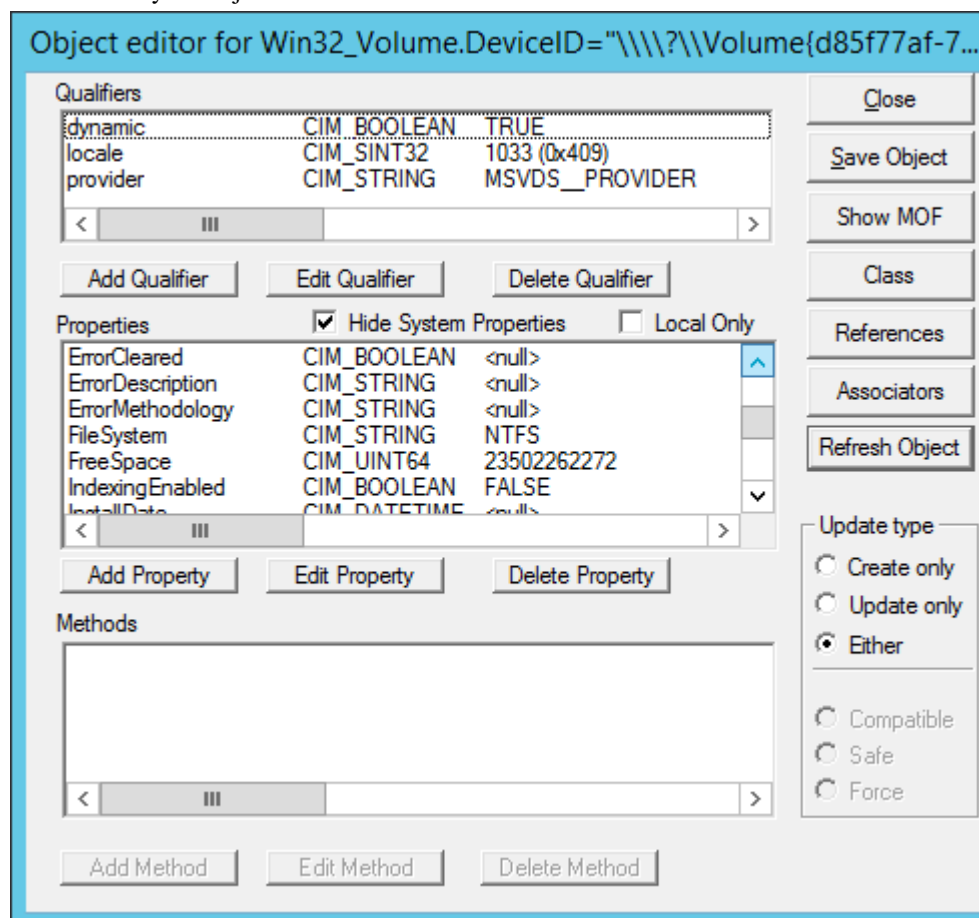 Object editor for Win32_Volume.DeviceID="\\\\?\\Volume{d85f77af-7...
Qualifiers
dynamic CIM_BOOLEAN TRUE
locale CIM_SINT32 1033 (0x409)
provider CIM_STRING MSVDS__PROVIDER
Add Qualifier Edit Qualifier Delete Qualifier
Close
Save Object
Show MOF
Class
References
Associators
Refresh Object
Properties Hide System Properties Local Only
ErrorCleared CIM_BOOLEAN <null>
ErrorDescription CIM_STRING <null>
ErrorMethodology CIM_STRING <null>
FileSystem CIM_STRING NTFS
FreeSpace CIM_UINT64 23502262272
IndexingEnabled CIM_BOOLEAN FALSE
InstallDate CIM_DATETIME <null>
Add Property Edit Property Delete Property
Update type
Create only
Update only
Either
Compatible
Safe
Force
Methods
Add Method Edit Method Delete Method